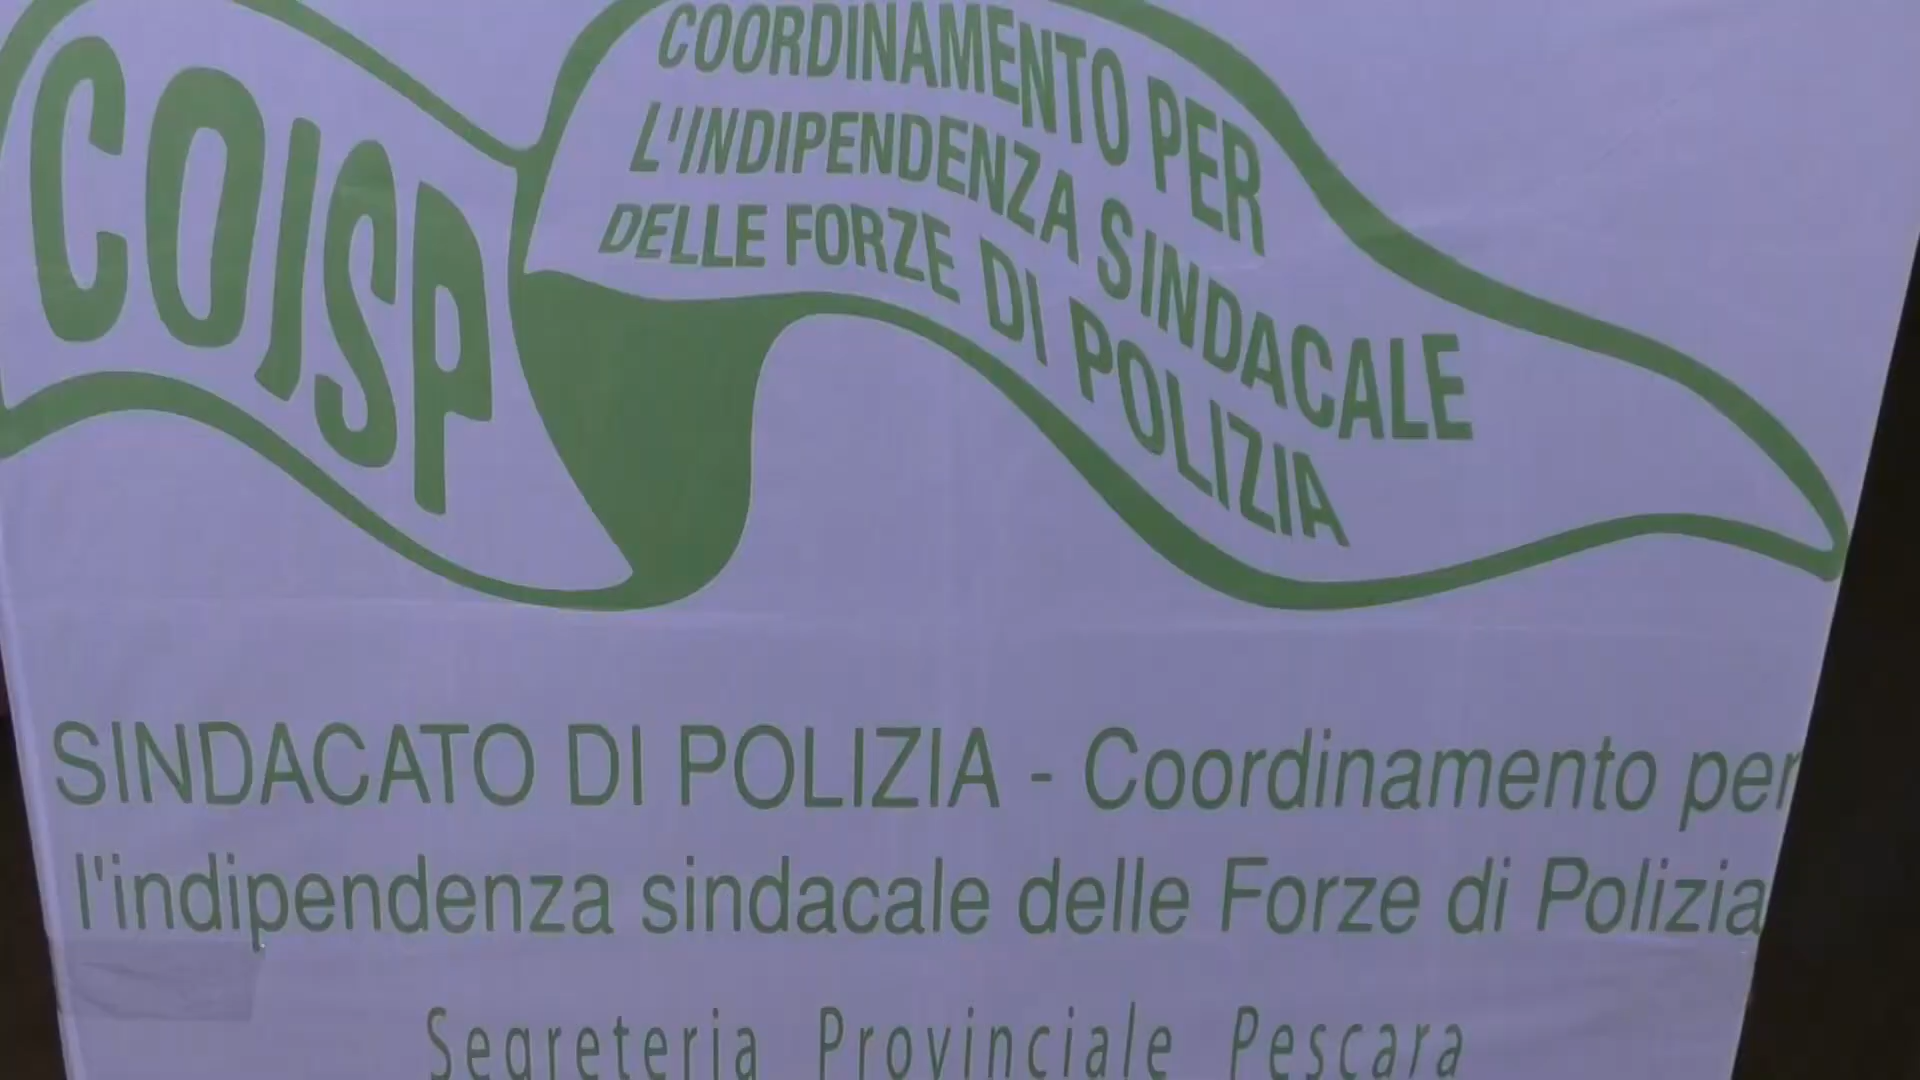 COISP
COORDINAMENTO PER
L'INDIPENDENZA SINDACALE
DELLE FORZE DI POLIZIA
SINDACATO DI POLIZIA - Coordinamento per
l'indipendenza sindacale delle Forze di Polizia
Segreteria Provinciale Pescara